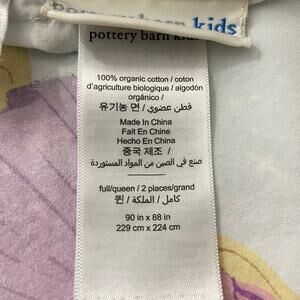 pottery barn kids
pottery barn kids
100% organic cotton / coton
d'agriculture biologique / algodón
orgánico /
유기농 면 / قطن عضوي /
Made In China
Fait En Chine
Hecho En China
중국 제조 /
صنع في الصين من المواد المستوردة
full/queen / 2 places/grand
퀸 / كامل / الملكة /
90 in x 88 in
229 cm x 224 cm